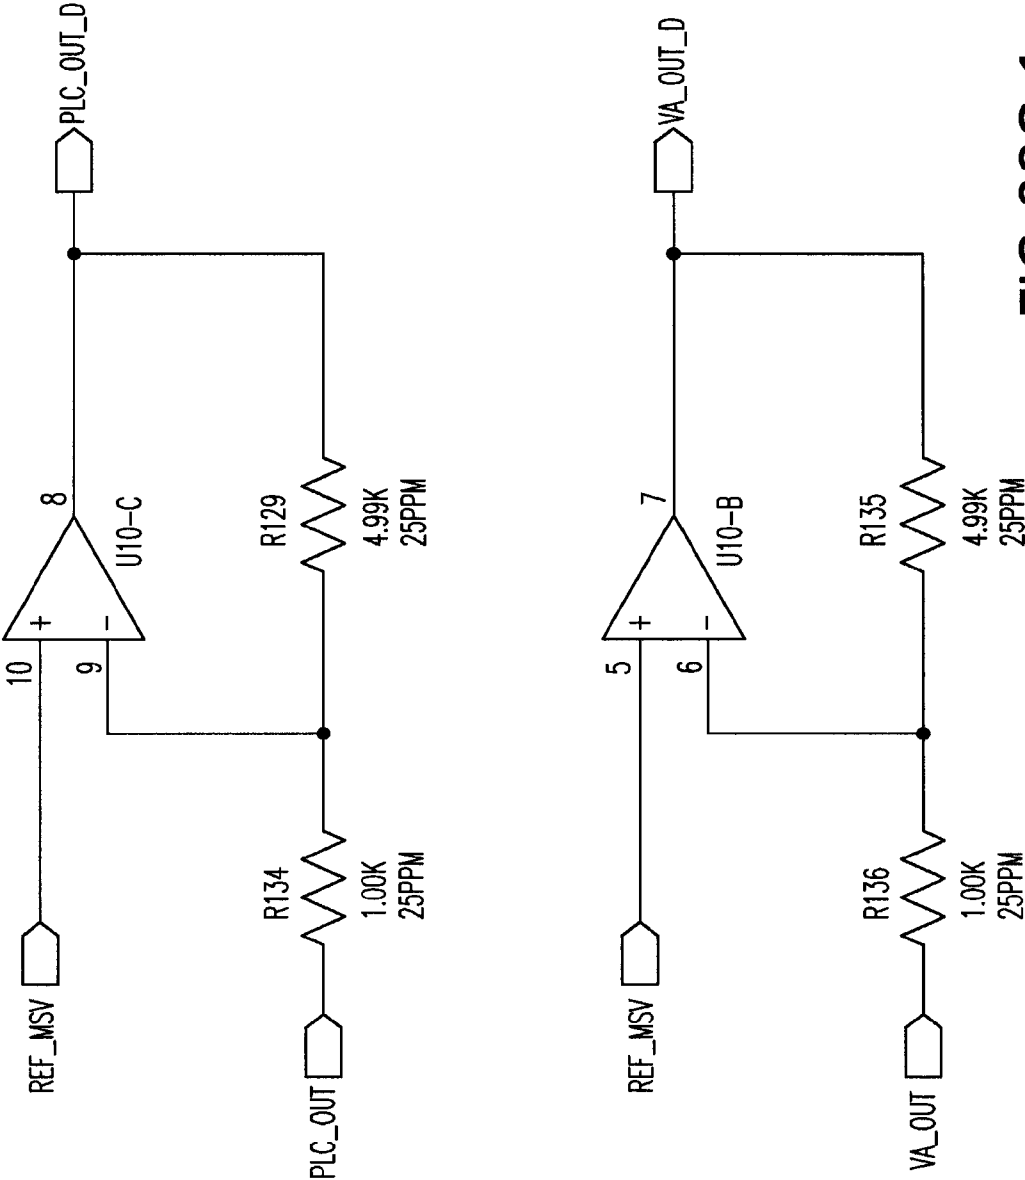 PLC_OUT_D
8
U10-C
+
-
10
9
R129
4.99K
25PPM
R134
1.00K
25PPM
REF_MSV
PLC_OUT
VA_OUT_D
7
U10-B
+
-
5
6
R135
4.99K
25PPM
R136
1.00K
25PPM
REF_MSV
VA_OUT